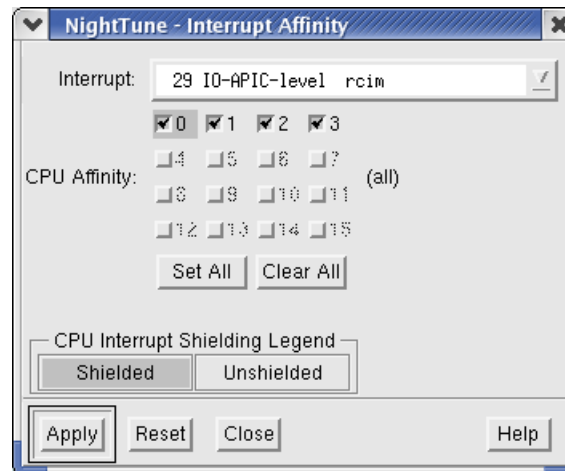 NightTune - Interrupt Affinity
Interrupt: 29 IO-APIC-level rcim
0 1 2 3
4 5 6 7
CPU Affinity: (all)
8 9 10 11
12 13 14 15
Set All Clear All
CPU Interrupt Shielding Legend
Shielded Unshielded
Apply Reset Close Help